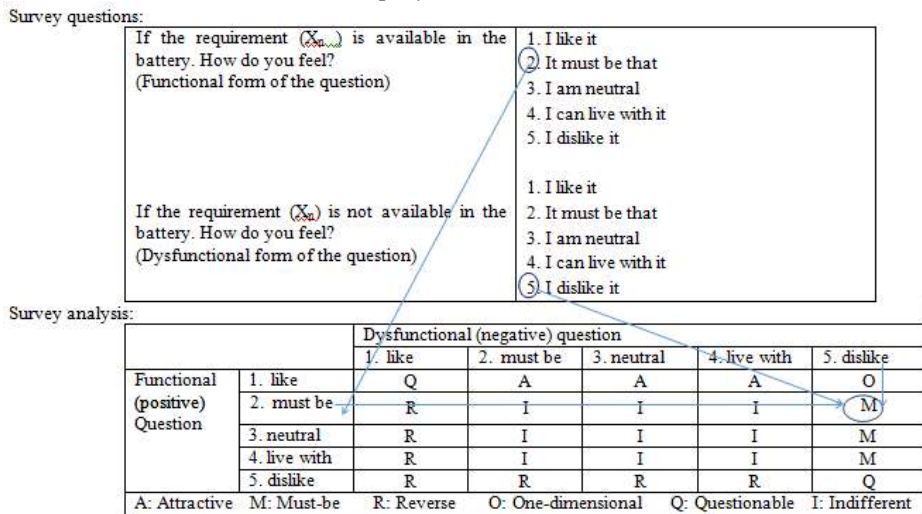 Survey questions:
If the requirement (Xn ) is available in the
battery. How do you feel?
(Functional form of the question)
1. I like it
2. It must be that
3. I am neutral
4. I can live with it
5. I dislike it
If the requirement (Xn) is not available in the
battery. How do you feel?
(Dysfunctional form of the question)
1. I like it
2. It must be that
3. I am neutral
4. I can live with it
5. I dislike it
Survey analysis:
Dysfunctional (negative) question
1. like 2. must be 3. neutral 4. live with 5. dislike
Functional (positive) Question
1. like Q A A A O
2. must be R I I I M
3. neutral R I I I M
4. live with R I I I M
5. dislike R R R R Q
A: Attractive M: Must-be R: Reverse O: One-dimensional Q: Questionable I: Indifferent